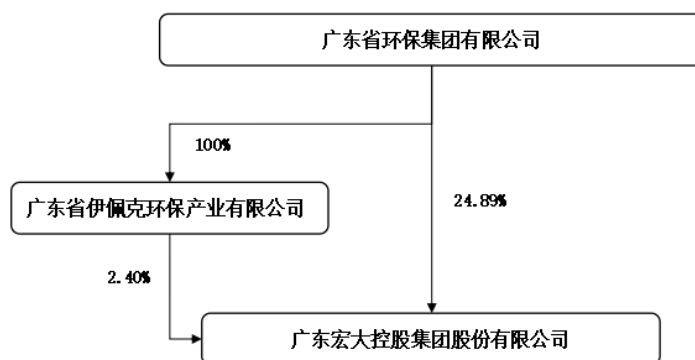 广东省环保集团有限公司
100%
广东省伊佩克环保产业有限公司
24.89%
2.40%
广东宏大控股集团股份有限公司